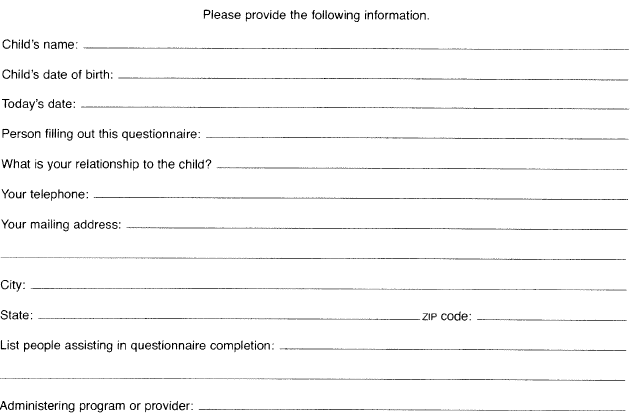 Please provide the following information.
Child's name:
Child's date of birth:
Today's date:
Person filling out this questionnaire:
What is your relationship to the child?
Your telephone:
Your mailing address:
City:
State: ZIP code:
List people assisting in questionnaire completion:
Administering program or provider: